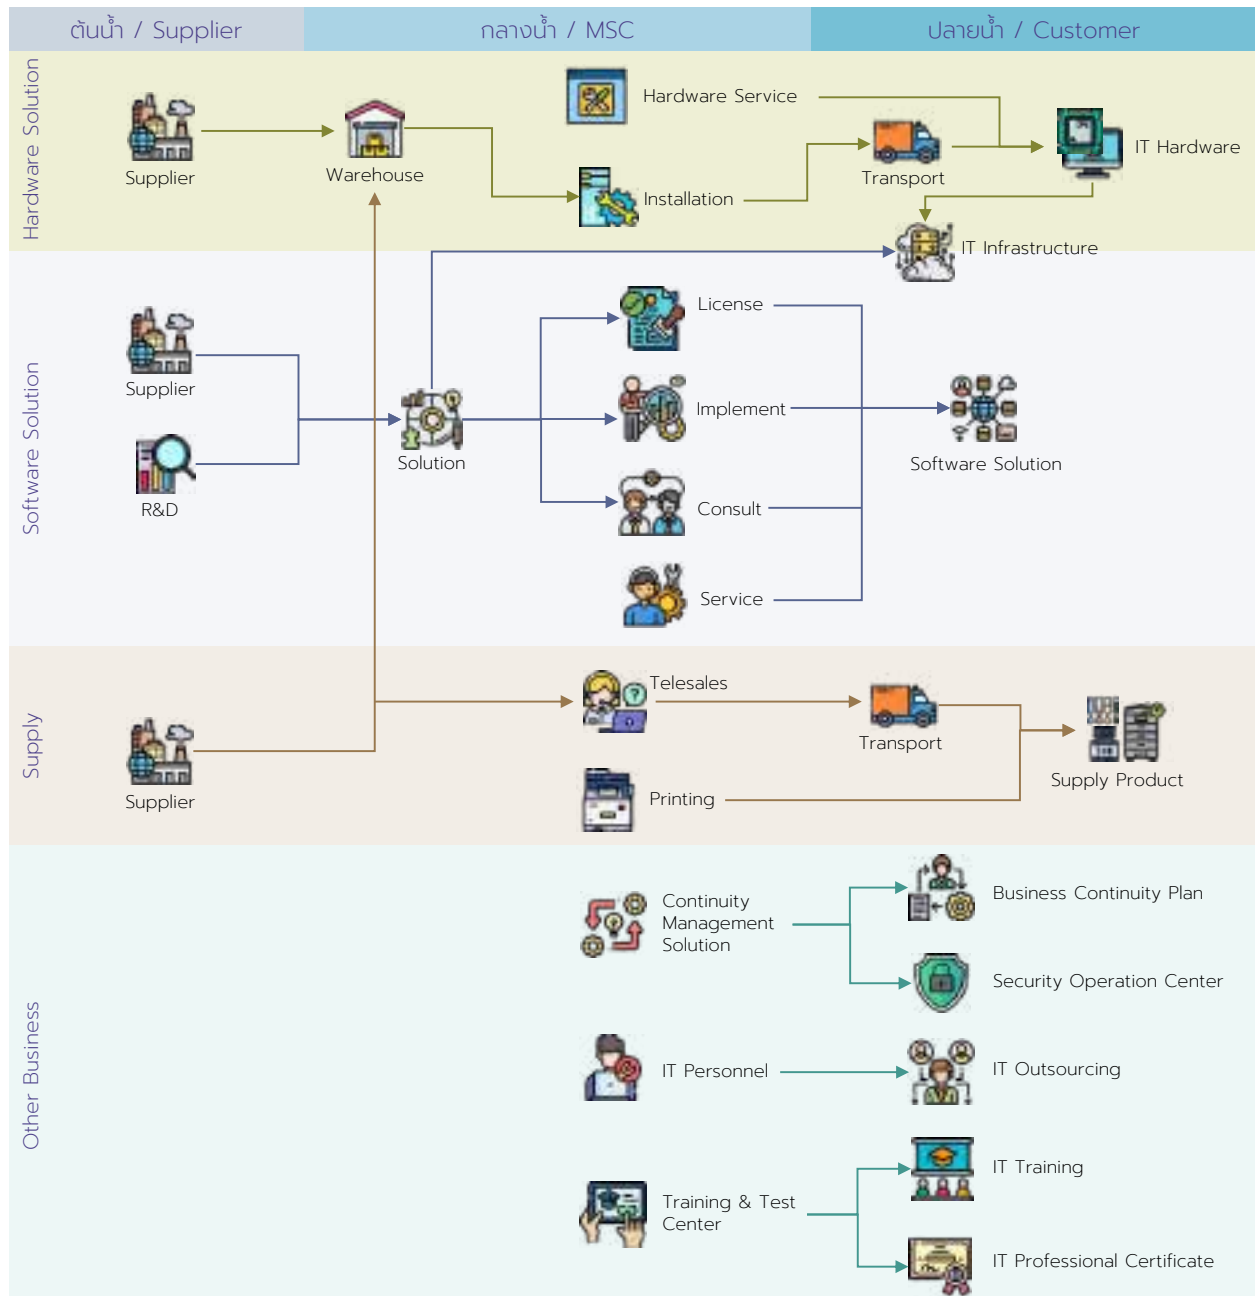 ต้นน้ำ / Supplier
กลางน้ำ / MSC
ปลายน้ำ / Customer
Hardware Solution
Supplier
Warehouse
Hardware Service
Installation
Transport
IT Hardware
IT Infrastructure
Software Solution
Supplier
R&D
Solution
License
Implement
Consult
Service
Software Solution
Supply
Supplier
Telesales
Printing
Transport
Supply Product
Other Business
Continuity
Management
Solution
Business Continuity Plan
Security Operation Center
IT Personnel
IT Outsourcing
Training & Test
Center
IT Training
IT Professional Certificate